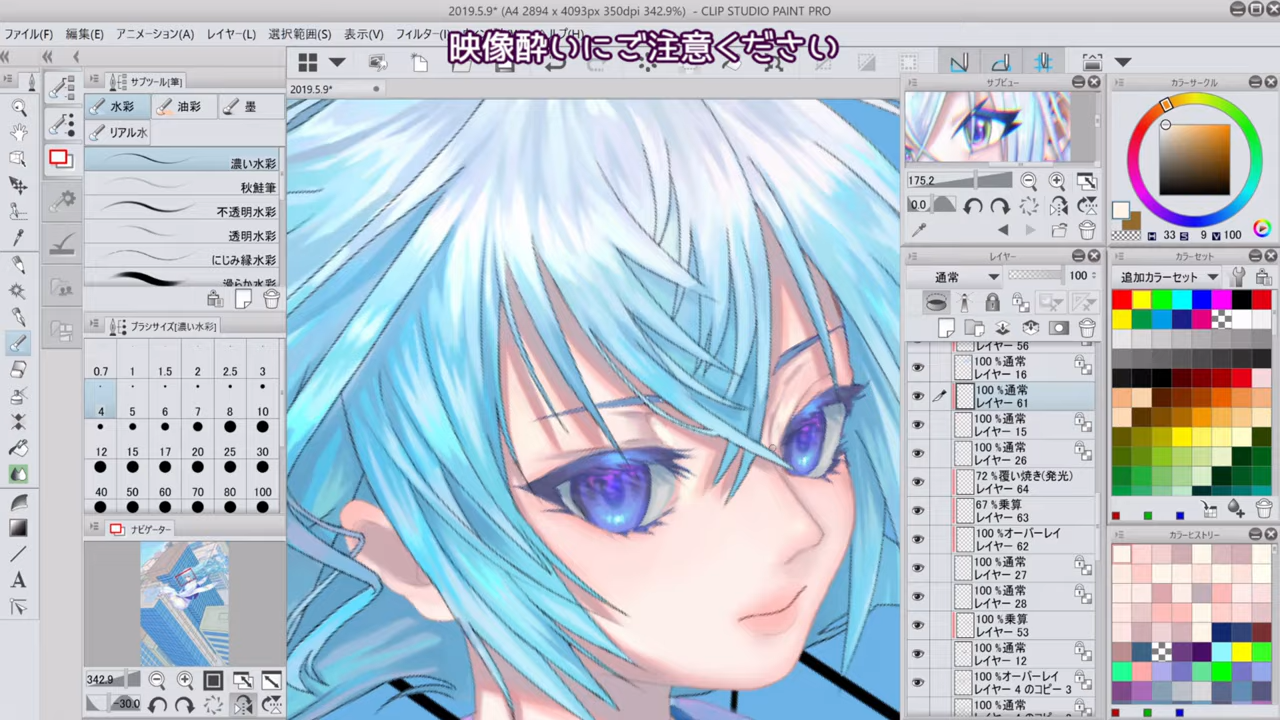 2019.5.9* (A4 2894 x 4093px 350dpi 342.9%) - CLIP STUDIO PAINT PRO
ファイル(F) 編集(E) アニメーション(A) レイヤー(L) 選択範囲(S) 表示(V)
映像酔いにご注意ください
2019.5.9*
サブツール[筆]
水彩 油彩 墨
リアル水
濃い水彩
秋鮭筆
不透明水彩
透明水彩
にじみ縁水彩
滑らか水彩
ブラシサイズ[濃い水彩]
0.7 1 1.5 2 2.5 3
4 5 6 7 8 10
12 15 17 20 25 30
40 50 60 70 80 100
ナビゲーター
342.9
-30.0
サブビュー
175.2
0.0
レイヤー
通常 100
レイヤー 56
100 %通常
レイヤー 16
100 %通常
レイヤー 61
100 %通常
レイヤー 15
100 %通常
レイヤー 26
72 %覆い焼き(発光)
レイヤー 64
67 %乗算
レイヤー 63
100 %オーバーレイ
レイヤー 62
100 %通常
レイヤー 27
100 %通常
レイヤー 28
100 %乗算
レイヤー 53
100 %通常
レイヤー 12
100 %オーバーレイ
レイヤー 4 のコピー 3
100 %通常
カラーサークル
H 33 S 9 V 100
カラーセット
追加カラーセット
カラーヒストリー